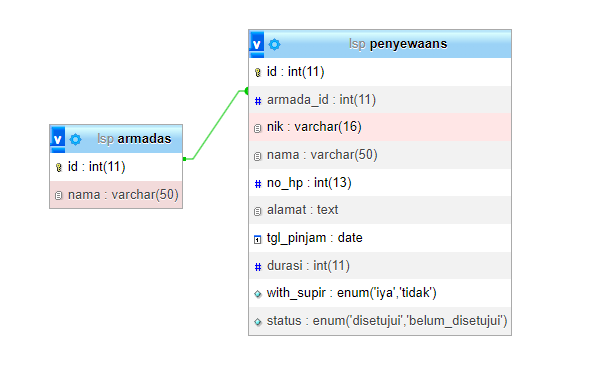 lsp armadas
id : int(11)
nama : varchar(50)
lsp penyewaans
id : int(11)
armada_id : int(11)
nik : varchar(16)
nama : varchar(50)
no_hp : int(13)
alamat : text
tgl_pinjam : date
durasi : int(11)
with_supir : enum('iya','tidak')
status : enum('disetujui','belum_disetujui')